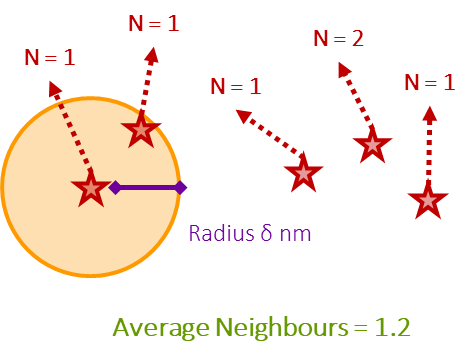 N = 1
N = 1
N = 2
N = 1
N = 1
Radius δ nm
Average Neighbours = 1.2